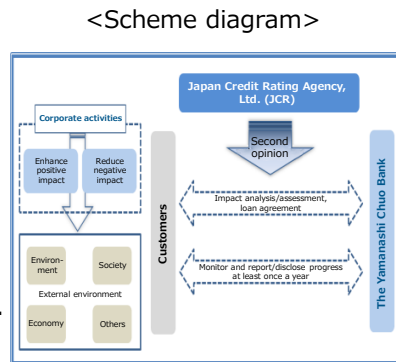 <Scheme diagram>
Japan Credit Rating Agency,
Ltd. (JCR)
Corporate activities
Enhance
positive
impact
Reduce
negative
impact
Second
opinion
Customers
Impact analysis/assessment,
loan agreement
The Yamanashi Chuo Bank
Environ-
ment
Society
External environment
Economy
Others
Monitor and report/disclose progress
at least once a year